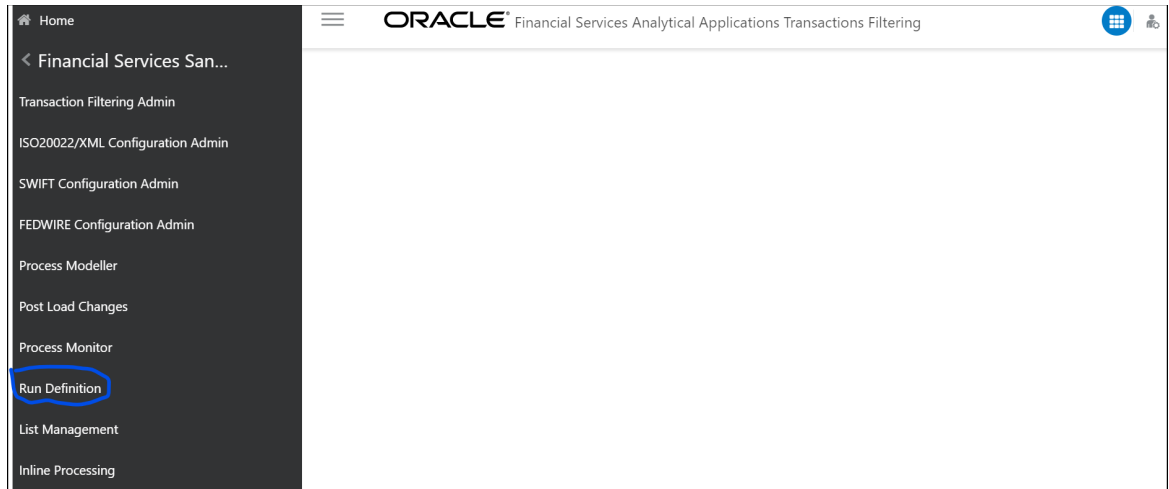 Home
ORACLE® Financial Services Analytical Applications Transactions Filtering
< Financial Services San...
Transaction Filtering Admin
ISO20022/XML Configuration Admin
SWIFT Configuration Admin
FEDWIRE Configuration Admin
Process Modeller
Post Load Changes
Process Monitor
Run Definition
List Management
Inline Processing